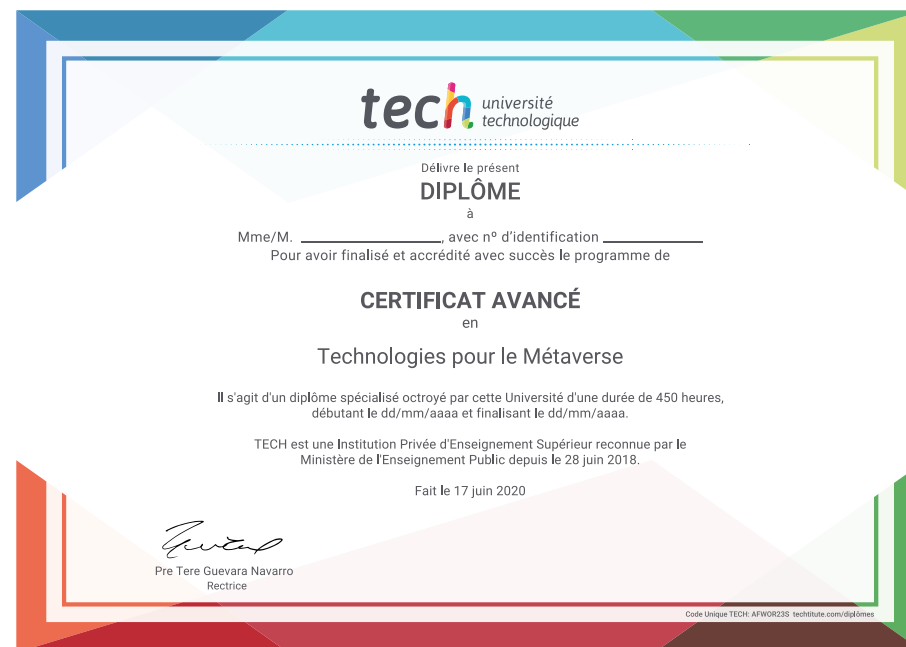 tech université
technologique
Délivre le présent
DIPLÔME
à
Mme/M. ____________________, avec nº d'identification ______________
Pour avoir finalisé et accrédité avec succès le programme de
CERTIFICAT AVANCÉ
en
Technologies pour le Métaverse
Il s'agit d'un diplôme spécialisé octroyé par cette Université d'une durée de 450 heures,
débutant le dd/mm/aaaa et finalisant le dd/mm/aaaa.
TECH est une Institution Privée d'Enseignement Supérieur reconnue par le
Ministère de l'Enseignement Public depuis le 28 juin 2018.
Fait le 17 juin 2020
Pre Tere Guevara Navarro
Rectrice
Code Unique TECH: AFWOR23S techtitute.com/diplômes